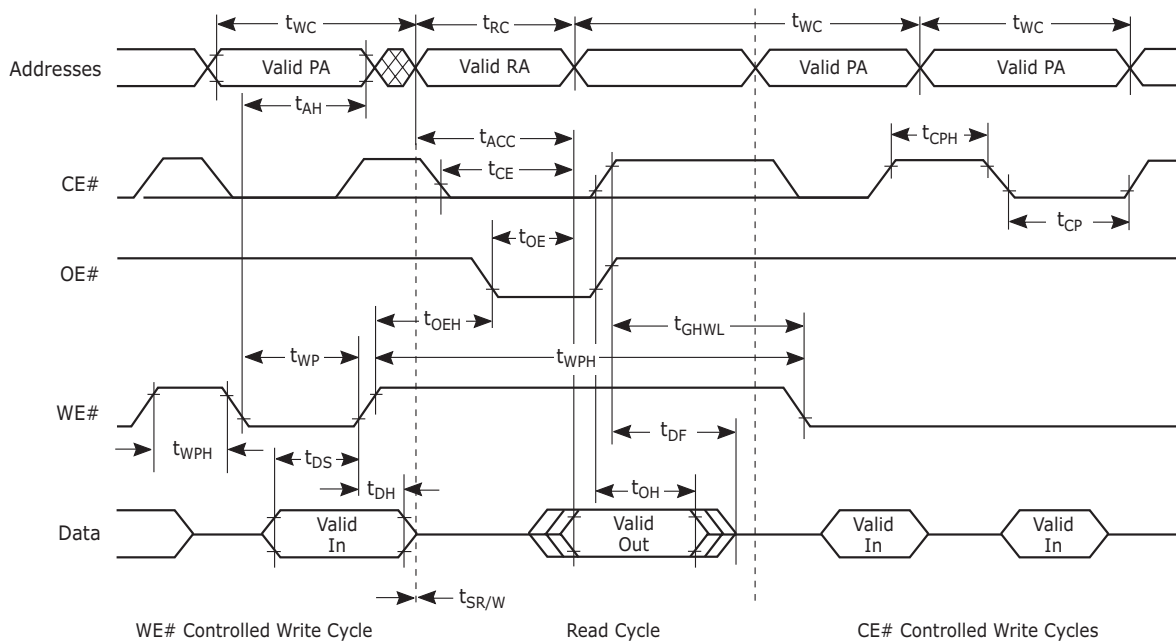 tWC tRC tWC tWC
Addresses Valid PA Valid RA Valid PA Valid PA
tAH
tACC tCPH
CE# tCE
tCP
tOE
OE#
tOEH tGHWL
tWP tWPH
WE#
tDF
tWPH tDS
tDH tOH
Data Valid In Valid Out Valid In Valid In
tSR/W
WE# Controlled Write Cycle Read Cycle CE# Controlled Write Cycles